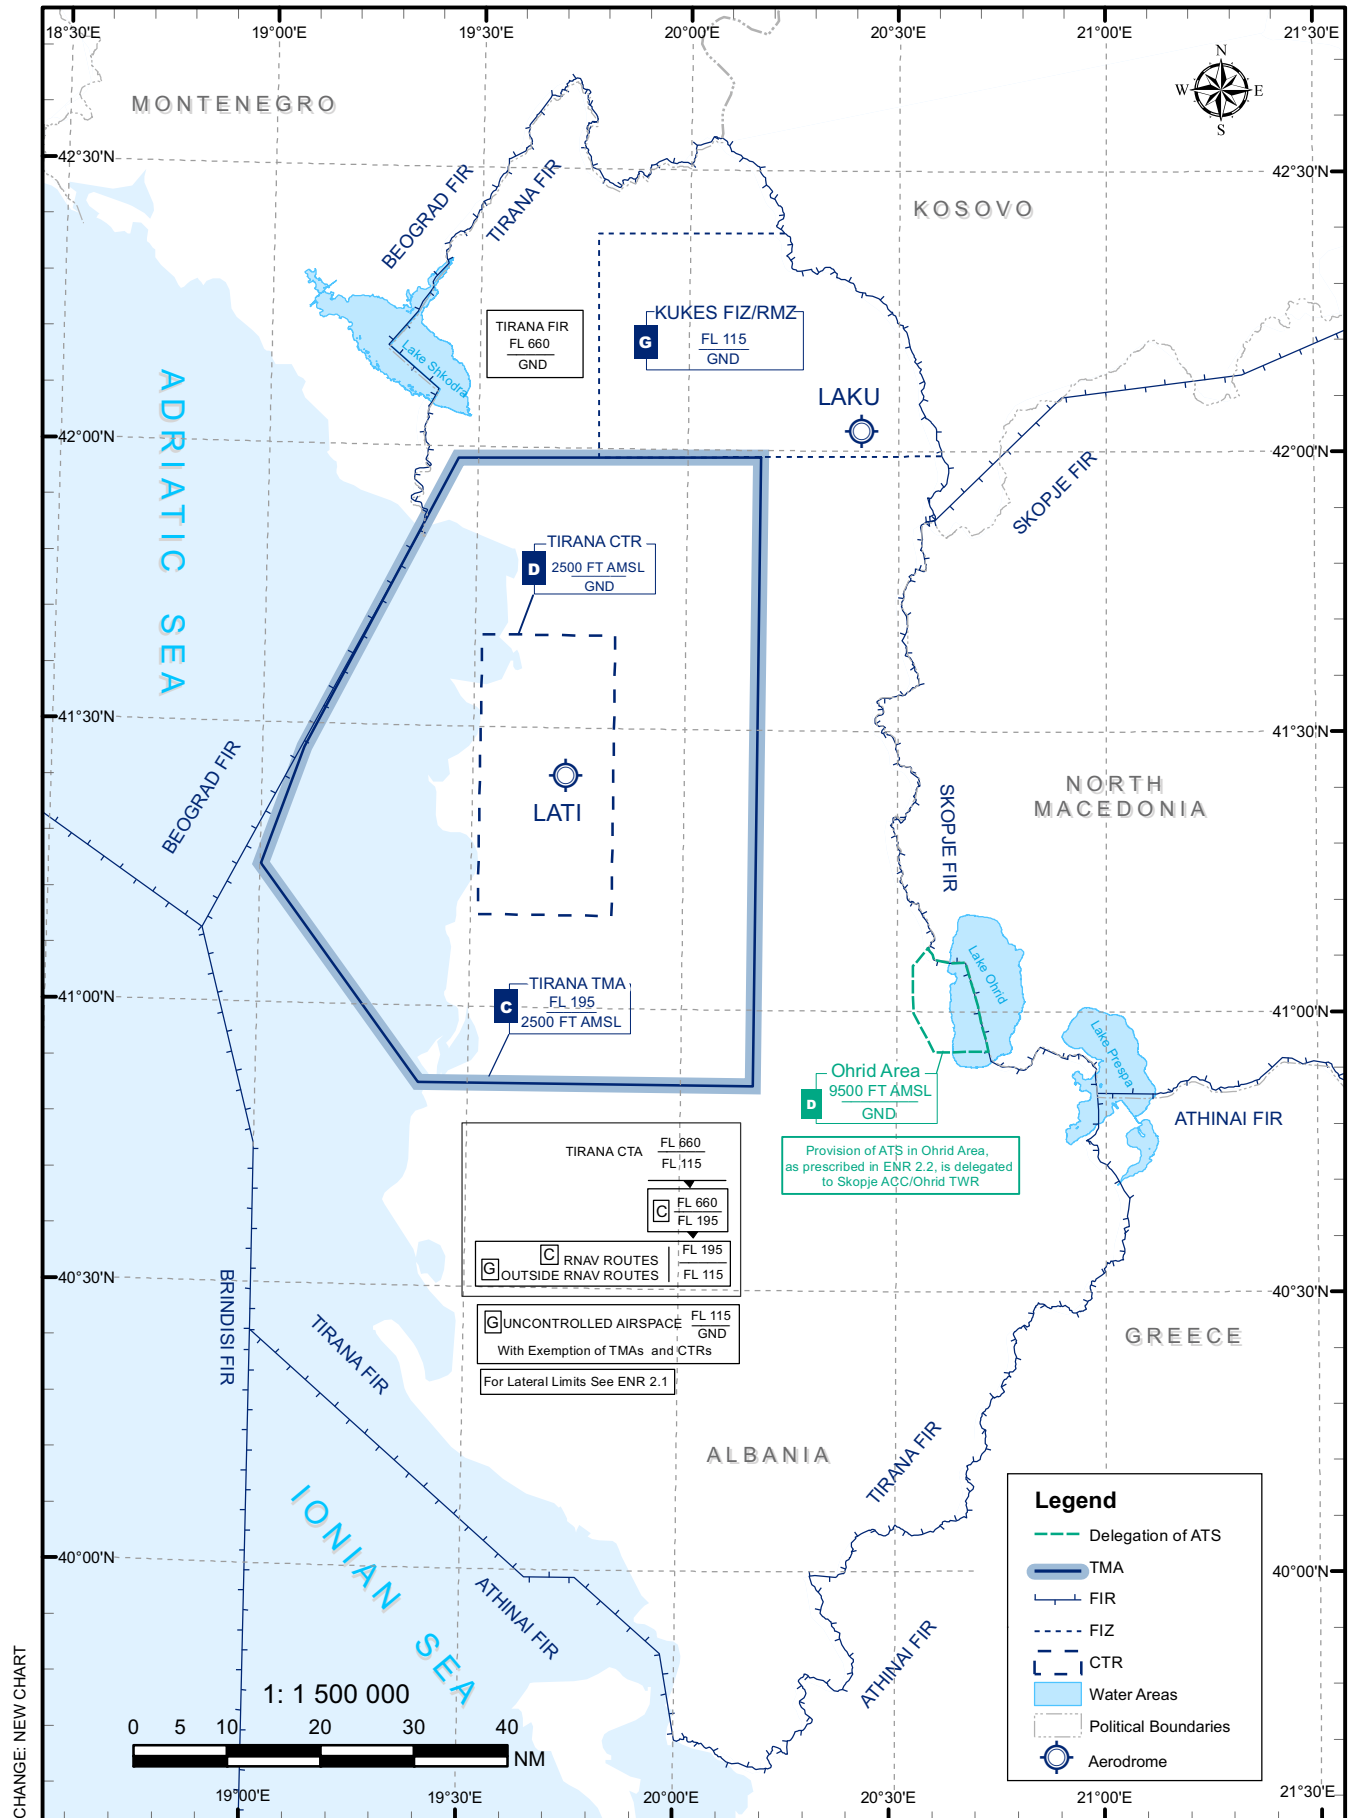 18°30'E
19°00'E
19°30'E
20°00'E
20°30'E
21°00'E
21°30'E
N
W
E
S
MONTENEGRO
42°30'N
42°30'N
BEOGRAD FIR
TIRANA FIR
KOSOVO
TIRANA FIR
FL 660
GND
KUKES FIZ/RMZ
G
FL 115
GND
Lake Shkodra
LAKU
ADRIATIC SEA
42°00'N
42°00'N
SKOPJE FIR
TIRANA CTR
D
2500 FT AMSL
GND
41°30'N
41°30'N
BEOGRAD FIR
LATI
SKOPJE FIR
NORTH
MACEDONIA
Lake Ohrid
TIRANA TMA
C
FL 195
2500 FT AMSL
41°00'N
41°00'N
Lake Prespa
Ohrid Area
D
9500 FT AMSL
GND
ATHINAI FIR
Provision of ATS in Ohrid Area,
as prescribed in ENR 2.2, is delegated
to Skopje ACC/Ohrid TWR
TIRANA CTA
FL 660
FL 115
C
FL 660
FL 195
C RNAV ROUTES
G OUTSIDE RNAV ROUTES
FL 195
FL 115
40°30'N
40°30'N
G UNCONTROLLED AIRSPACE
FL 115
GND
With Exemption of TMAs and CTRs
For Lateral Limits See ENR 2.1
BRINDISI FIR
TIRANA FIR
GREECE
ALBANIA
TIRANA FIR
IONIAN SEA
ATHINAI FIR
ATHINAI FIR
40°00'N
40°00'N
Legend
Delegation of ATS
TMA
FIR
FIZ
CTR
Water Areas
Political Boundaries
Aerodrome
1: 1 500 000
0 5 10 20 30 40
NM
CHANGE: NEW CHART
19°00'E
19°30'E
20°00'E
20°30'E
21°00'E
21°30'E